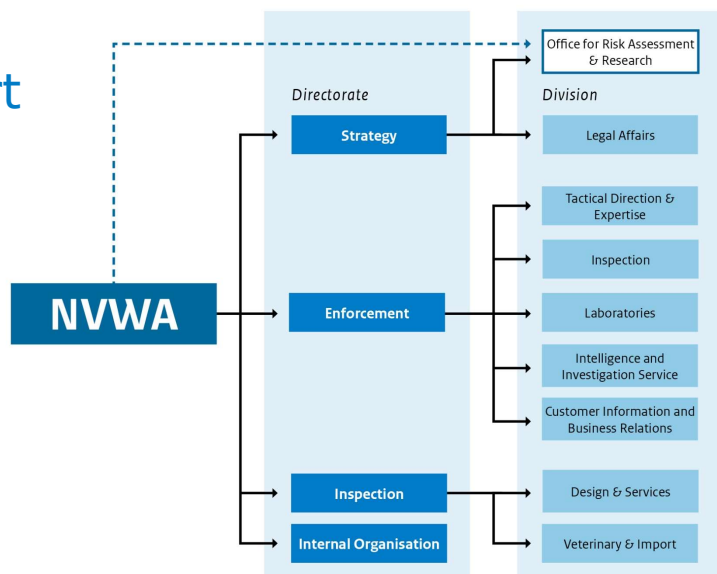 rt
Office for Risk Assessment
& Research
Directorate
Division
Strategy
Legal Affairs
Tactical Direction &
Expertise
Inspection
NVWA
Enforcement
Laboratories
Intelligence and
Investigation Service
Customer Information and
Business Relations
Inspection
Design & Services
Internal Organisation
Veterinary & Import